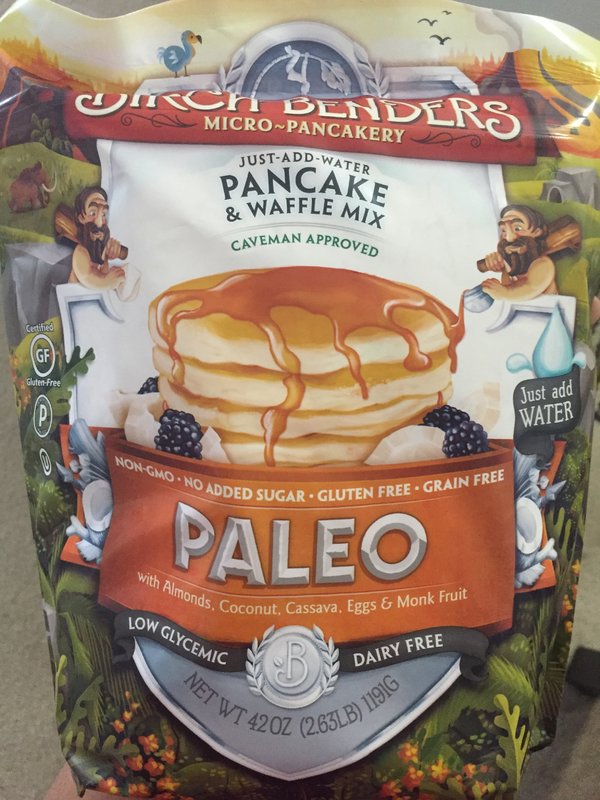 BIRCH BENDERS
MICRO~PANCAKERY
JUST-ADD-WATER
PANCAKE
& WAFFLE MIX
CAVEMAN APPROVED
Certified
GF
Gluten-Free
P
U
Just add
WATER
NON-GMO • NO ADDED SUGAR • GLUTEN FREE • GRAIN FREE
PALEO
with Almonds, Coconut, Cassava, Eggs & Monk Fruit
LOW GLYCEMIC
DAIRY FREE
B
NET WT 42OZ (2.63LB) 1191G